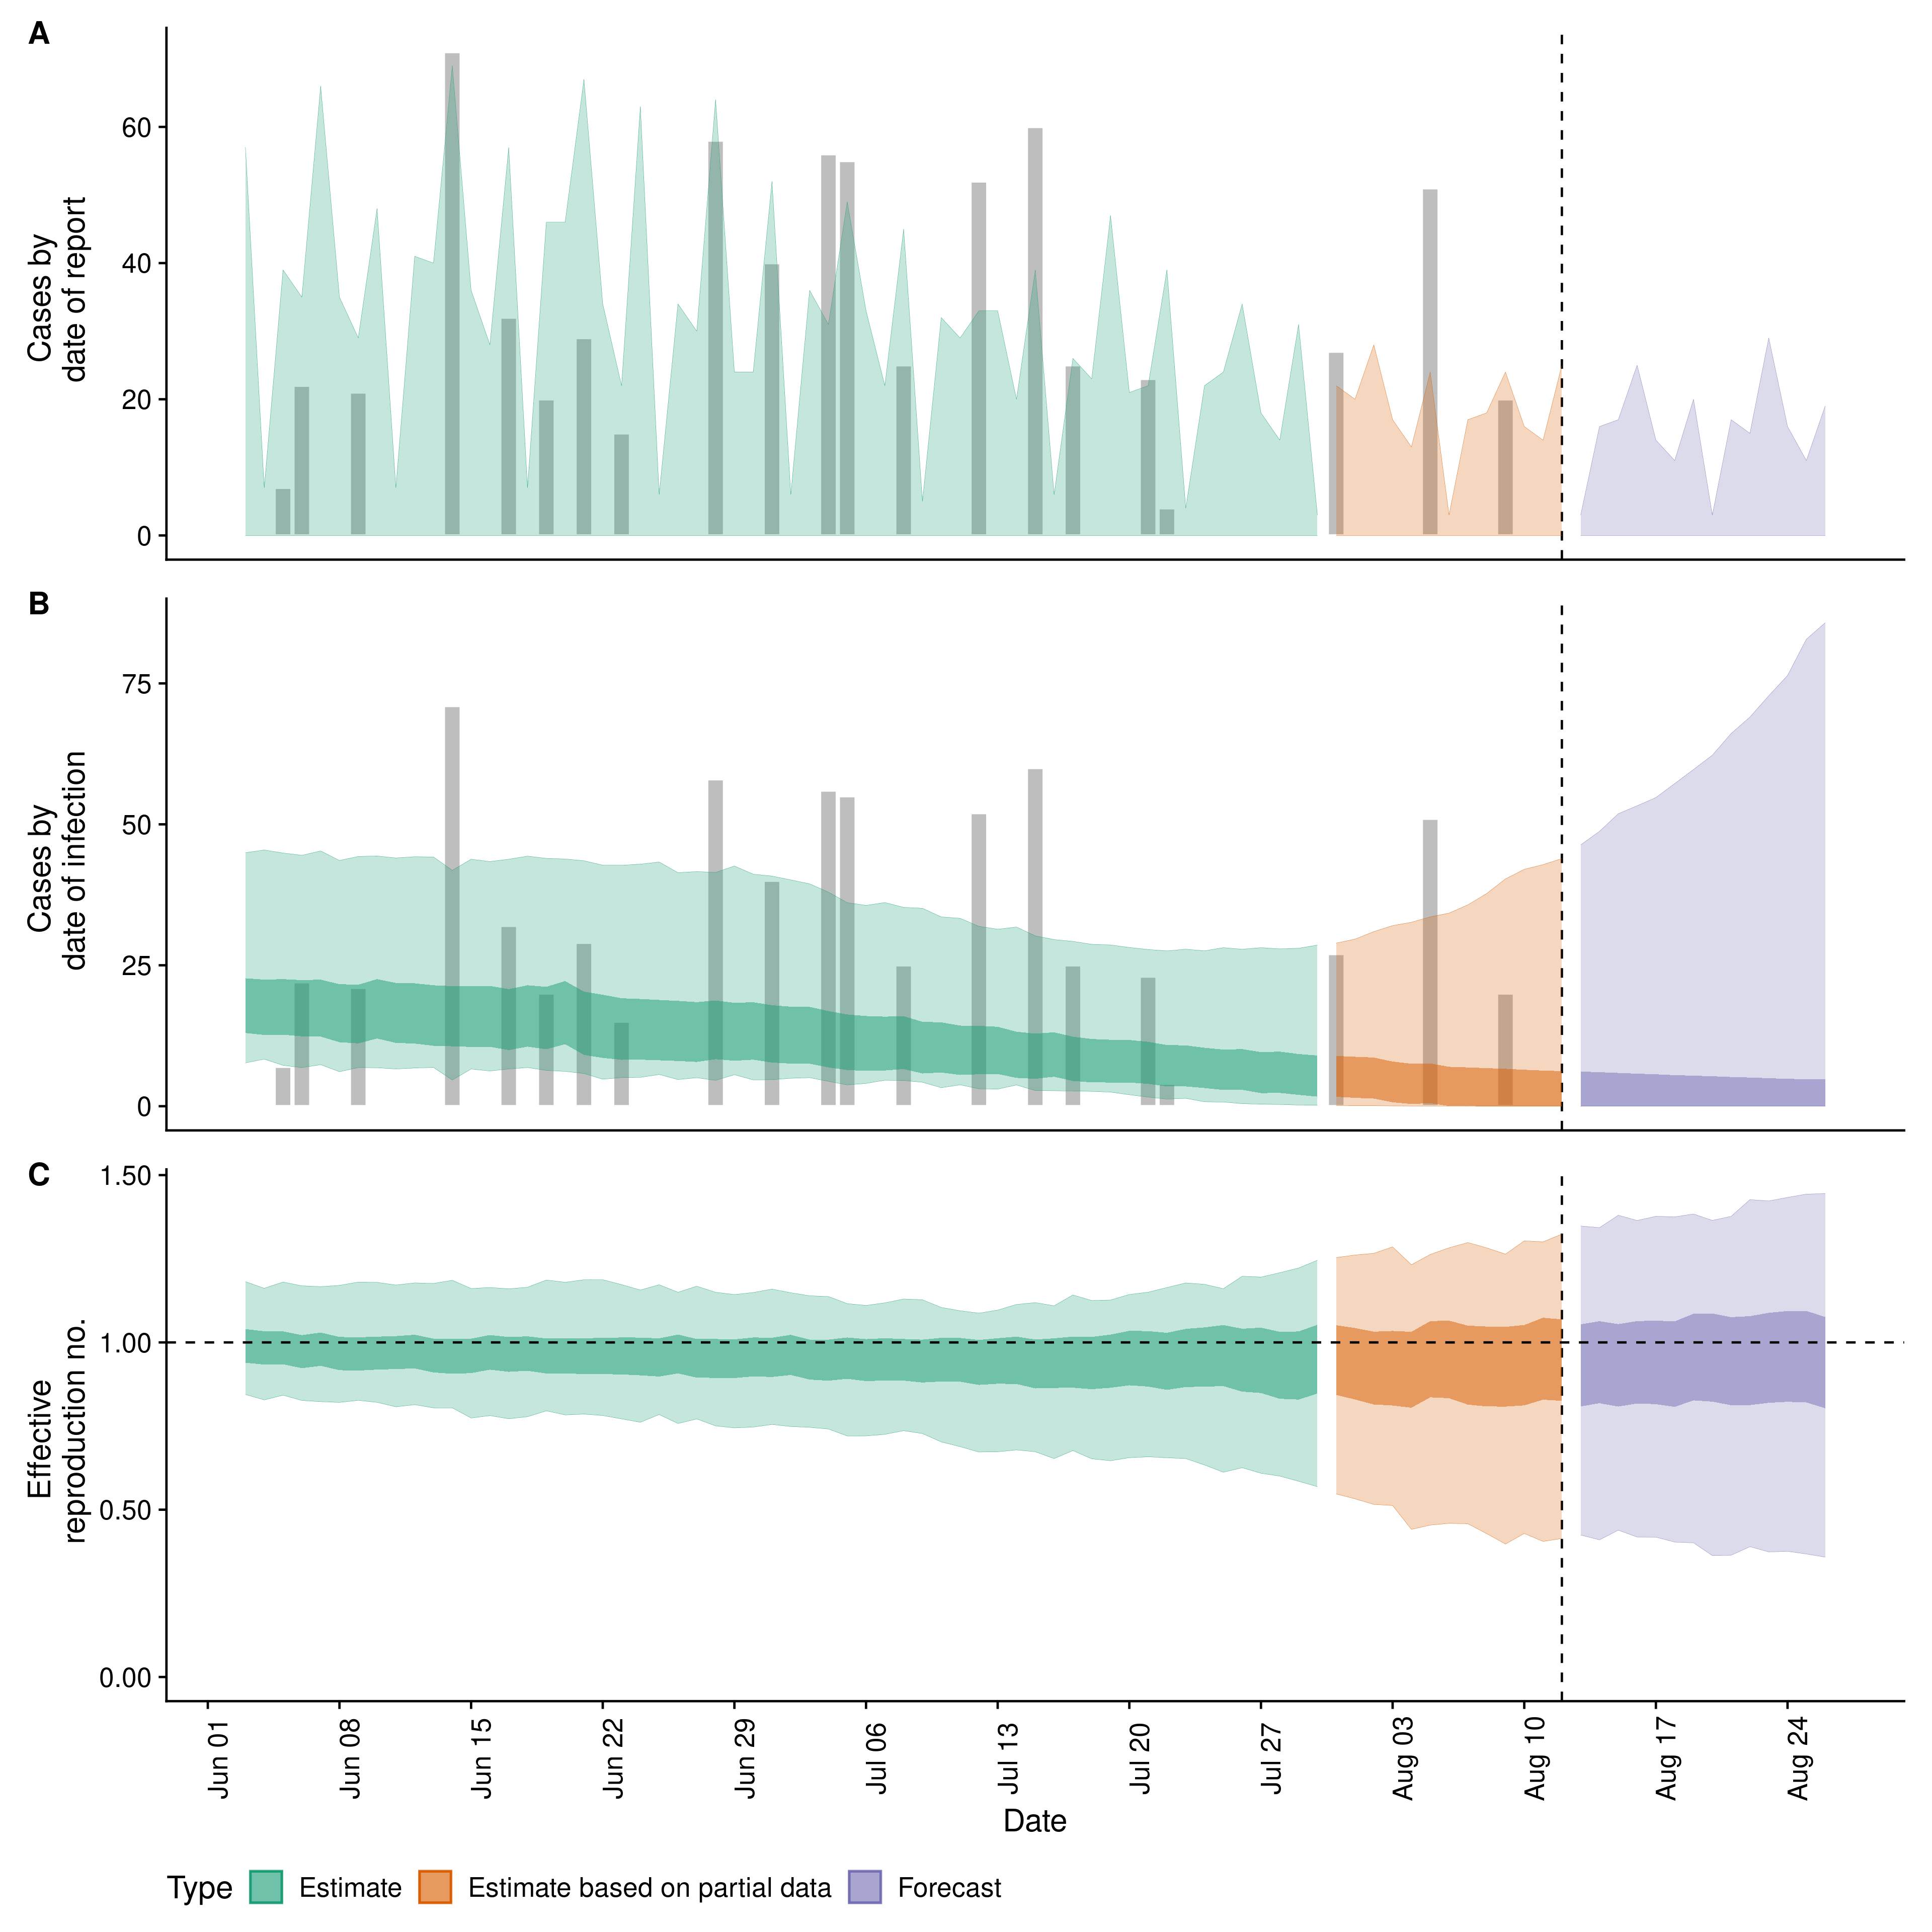 A
Cases by
date of report
60
40
20
0
B
Cases by
date of infection
75
50
25
0
C
Effective
reproduction no.
1.50
1.00
0.50
0.00
Jun 01
Jun 08
Jun 15
Jun 22
Jun 29
Jul 06
Jul 13
Jul 20
Jul 27
Aug 03
Aug 10
Aug 17
Aug 24
Date
Type Estimate Estimate based on partial data Forecast